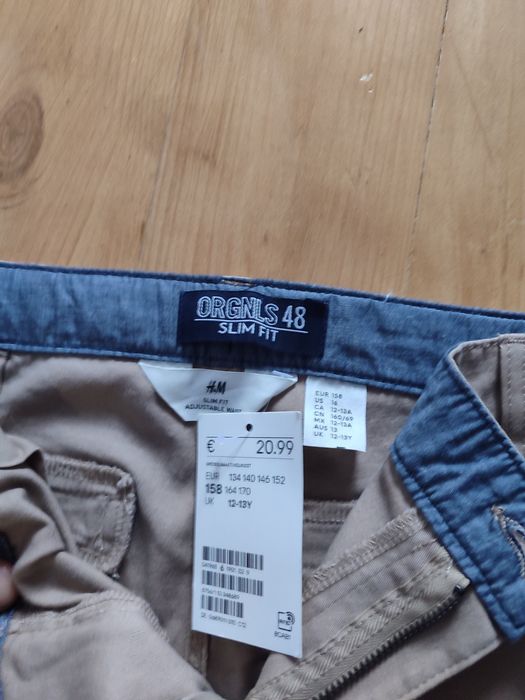 ORGNLS 48
SLIM FIT
H&M
SLIM FIT
ADJUSTABLE WAIST
EUR 158
US 16
CA 12-13A
CN 160/69
MX 12-13A
AUS 13
UK 12-13Y
€ 20.99
EUR 134 140 146 152
158 164 170
UK 12-13Y